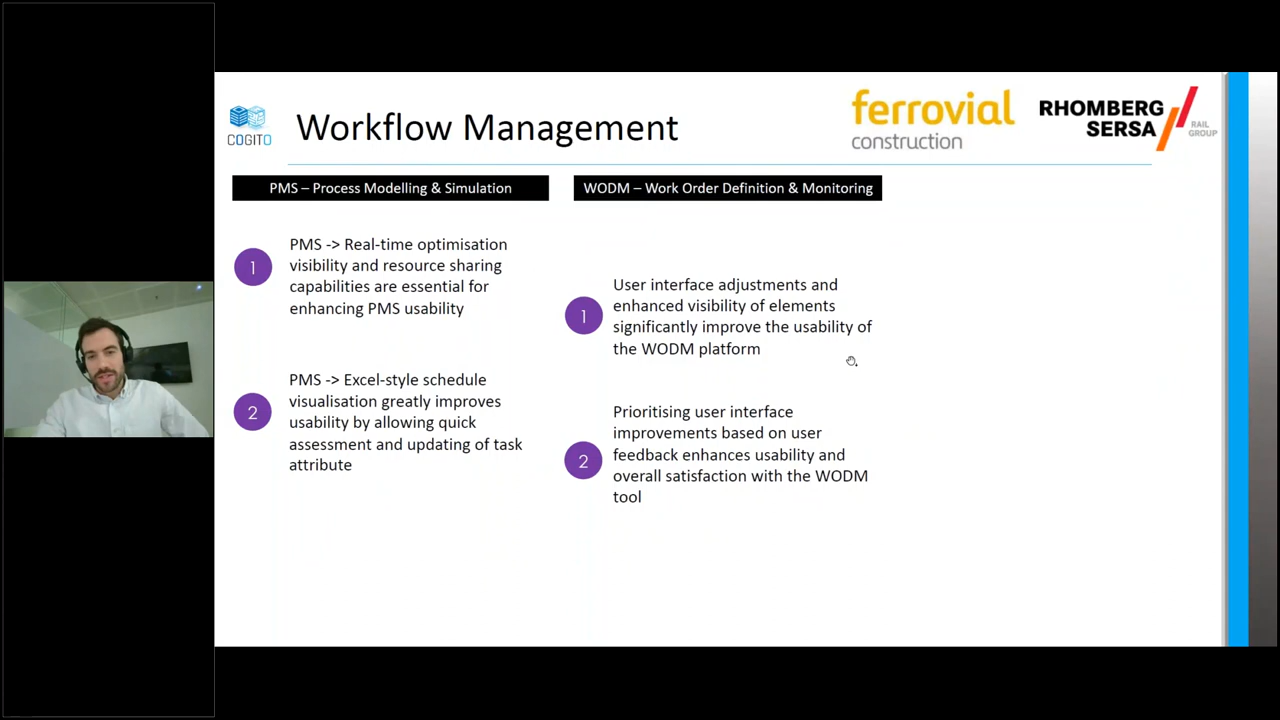 COGITO
Workflow Management
ferrovial
construction
RHOMBERG
SERSA
RAIL
GROUP
PMS – Process Modelling & Simulation
1
PMS -> Real-time optimisation
visibility and resource sharing
capabilities are essential for
enhancing PMS usability
2
PMS -> Excel-style schedule
visualisation greatly improves
usability by allowing quick
assessment and updating of task
attribute
WODM – Work Order Definition & Monitoring
1
User interface adjustments and
enhanced visibility of elements
significantly improve the usability of
the WODM platform
2
Prioritising user interface
improvements based on user
feedback enhances usability and
overall satisfaction with the WODM
tool